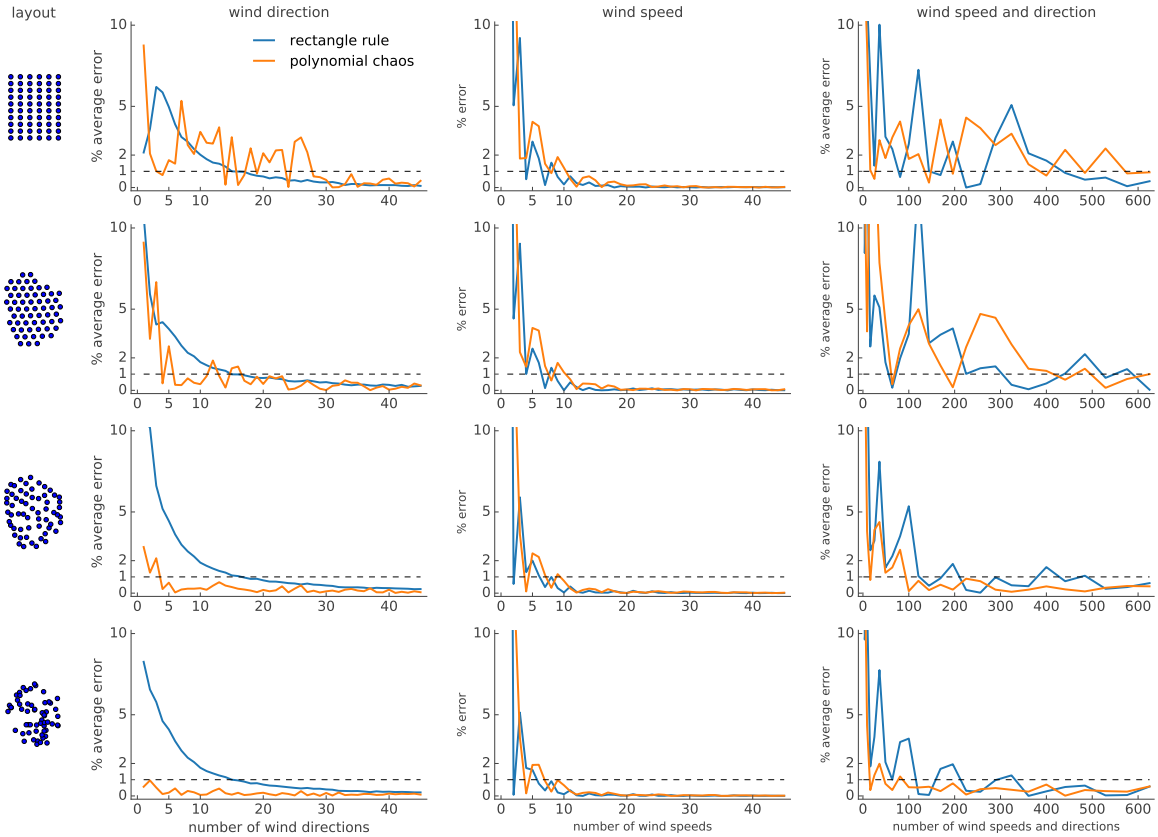 layout wind direction wind speed wind speed and direction
rectangle rule
polynomial chaos
% average error % error % average error
10 10 10
5 5 5
2 2 2
1 1 1
0 0 0
0 5 10 20 30 40 0 5 10 20 30 40 0 100 200 300 400 500 600
% average error % error % average error
10 10 10
5 5 5
2 2 2
1 1 1
0 0 0
0 5 10 20 30 40 0 5 10 20 30 40 0 100 200 300 400 500 600
% average error % error % average error
10 10 10
5 5 5
2 2 2
1 1 1
0 0 0
0 5 10 20 30 40 0 5 10 20 30 40 0 100 200 300 400 500 600
% average error % error % average error
10 10 10
5 5 5
2 2 2
1 1 1
0 0 0
0 5 10 20 30 40 0 5 10 20 30 40 0 100 200 300 400 500 600
number of wind directions number of wind speeds number of wind speeds and directions